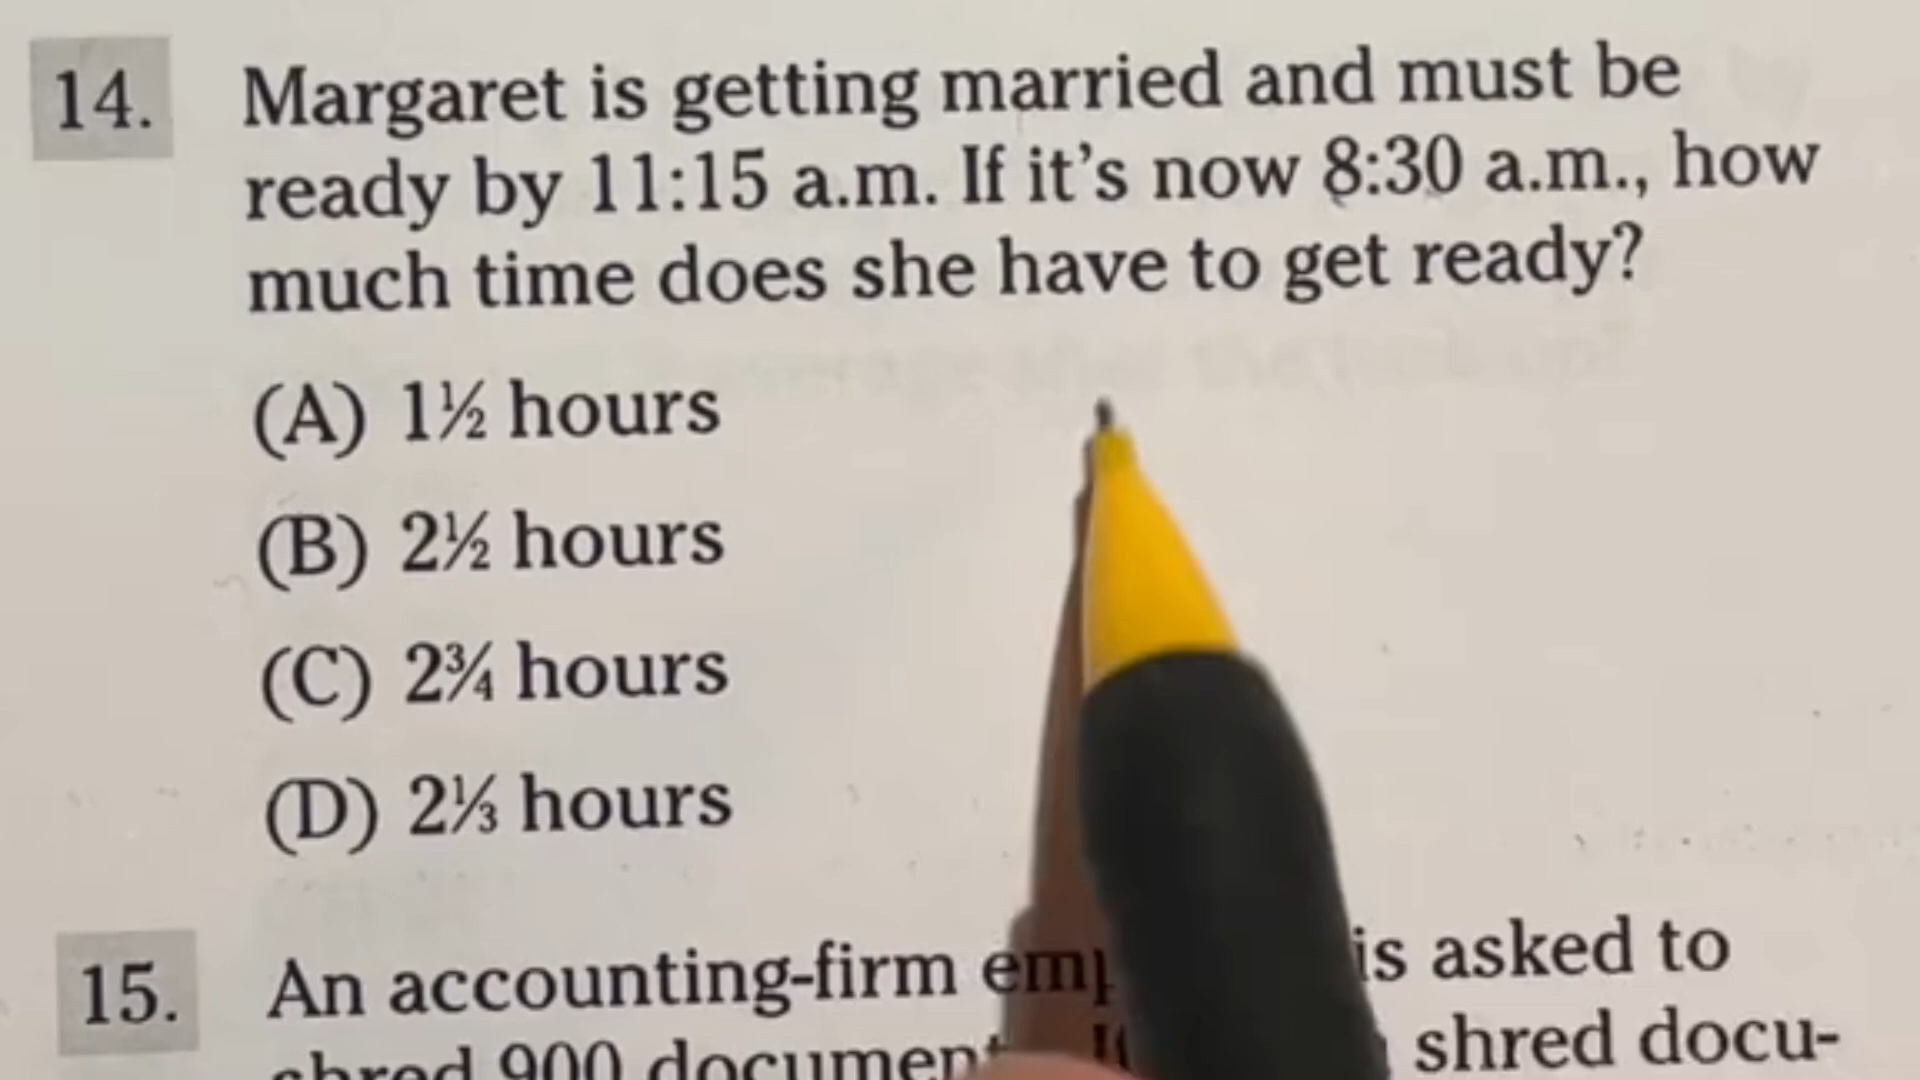 14. Margaret is getting married and must be
ready by 11:15 a.m. If it's now 8:30 a.m., how
much time does she have to get ready?
(A) 1½ hours
(B) 2½ hours
(C) 2¾ hours
(D) 2⅓ hours
15. An accounting-firm is asked to
shred 900 shred docu-